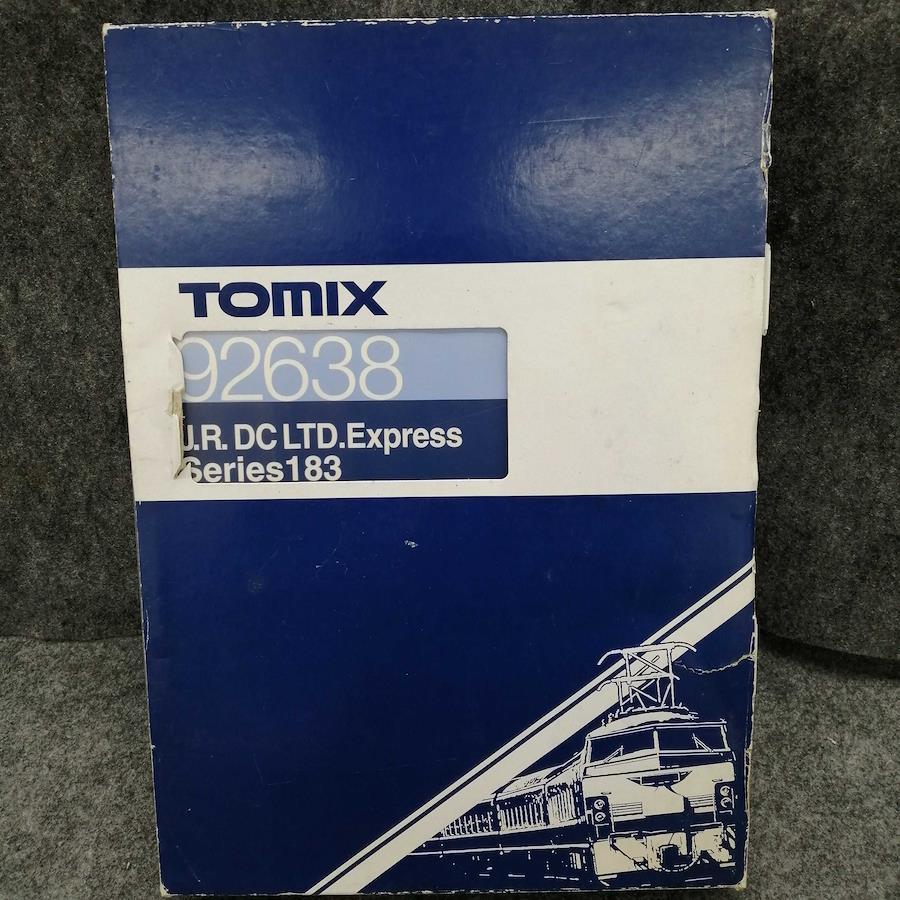 TOMIX
92638
J.R. DC LTD.Express
Series183